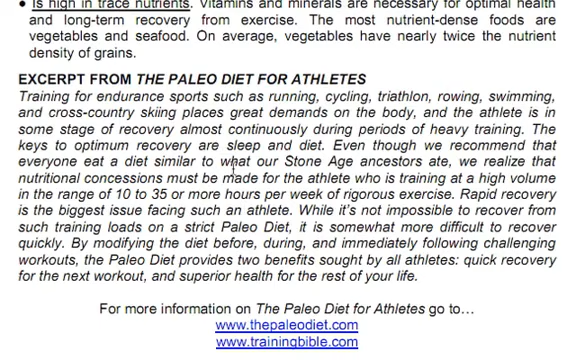 ● Is high in trace nutrients. Vitamins and minerals are necessary for optimal health
and long-term recovery from exercise. The most nutrient-dense foods are
vegetables and seafood. On average, vegetables have nearly twice the nutrient
density of grains.
EXCERPT FROM THE PALEO DIET FOR ATHLETES
Training for endurance sports such as running, cycling, triathlon, rowing, swimming,
and cross-country skiing places great demands on the body, and the athlete is in
some stage of recovery almost continuously during periods of heavy training. The
keys to optimum recovery are sleep and diet. Even though we recommend that
everyone eat a diet similar to what our Stone Age ancestors ate, we realize that
nutritional concessions must be made for the athlete who is training at a high volume
in the range of 10 to 35 or more hours per week of rigorous exercise. Rapid recovery
is the biggest issue facing such an athlete. While it's not impossible to recover from
such training loads on a strict Paleo Diet, it is somewhat more difficult to recover
quickly. By modifying the diet before, during, and immediately following challenging
workouts, the Paleo Diet provides two benefits sought by all athletes: quick recovery
for the next workout, and superior health for the rest of your life.
For more information on The Paleo Diet for Athletes go to…
www.thepaleodiet.com
www.trainingbible.com